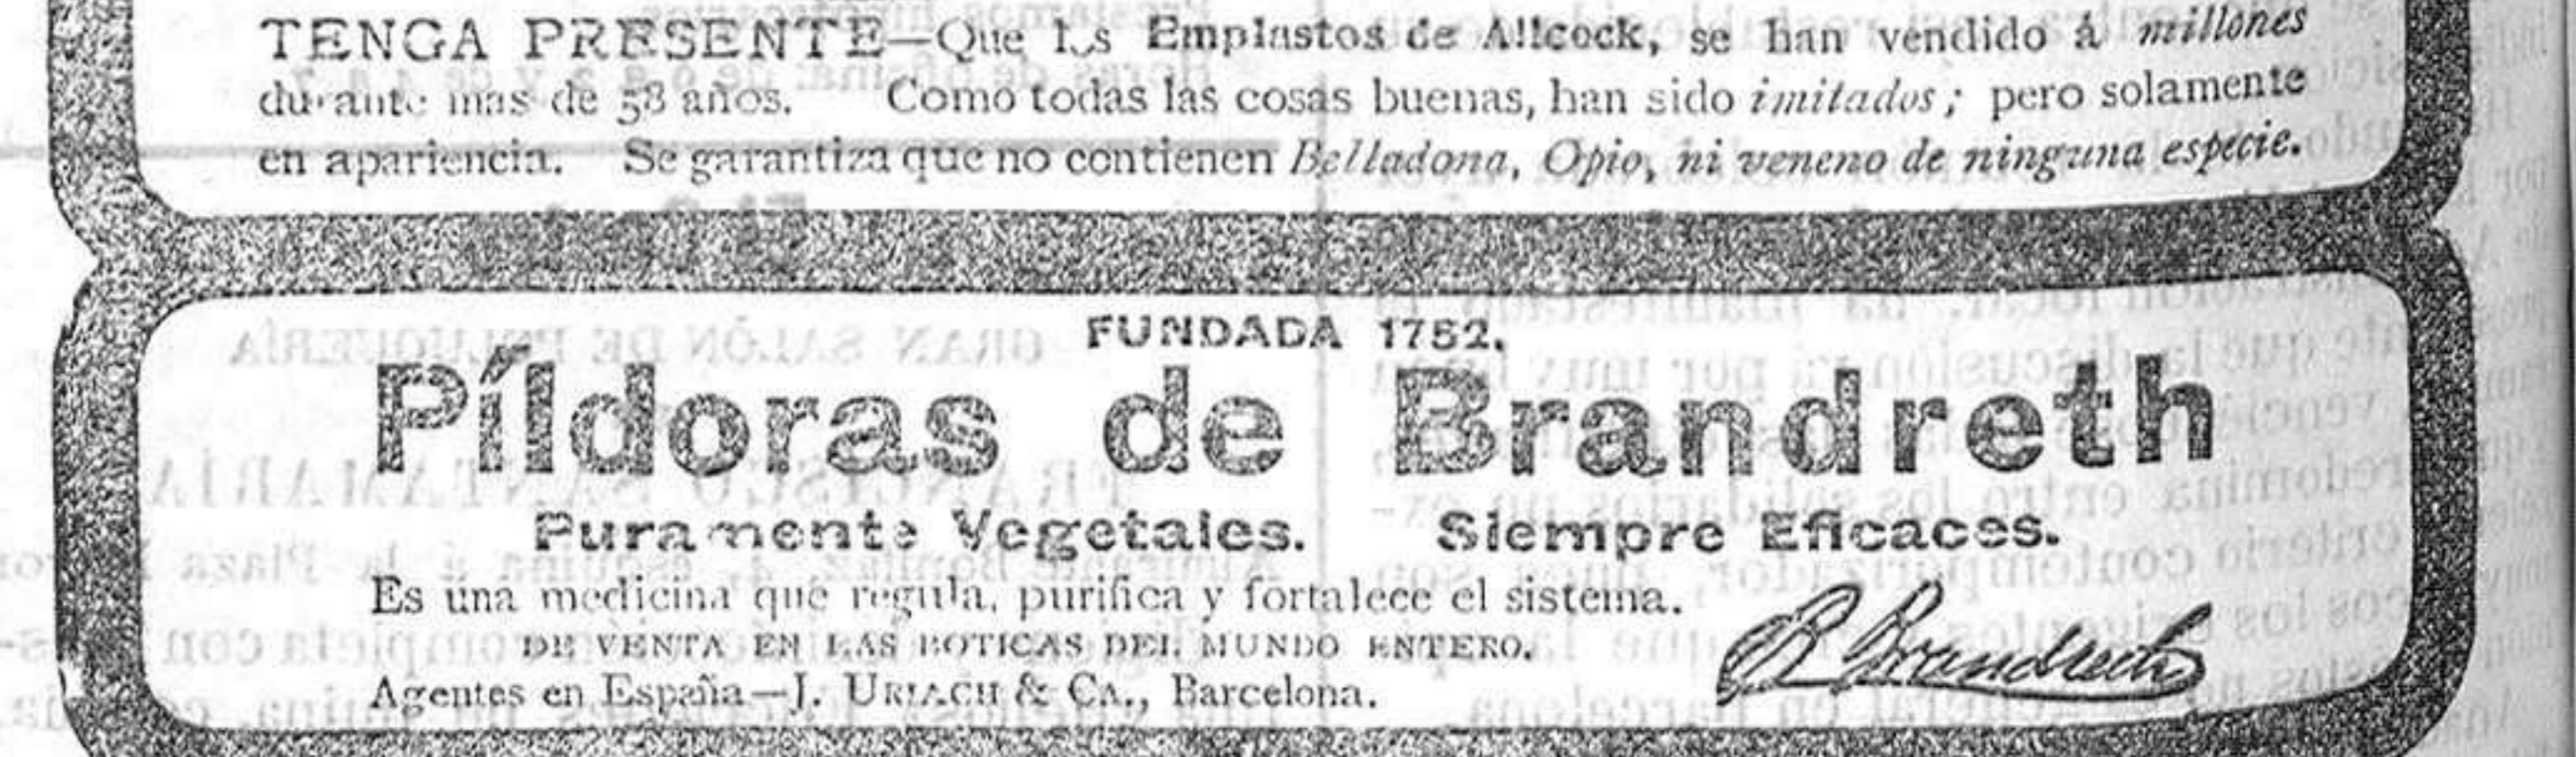 TENGA PRESENTE—Que los Emplastos de Allcock, se han vendido á millones
durante mas de 58 años. Como todas las cosas buenas, han sido imitados; pero solamente
en apariencia. Se garantiza que no contienen Belladona, Opio, ni veneno de ninguna especie.
FUNDADA 1752.
Píldoras de Brandreth
Puramente Vegetales. Siempre Eficaces.
Es una medicina que regula, purifica y fortalece el sistema.
DE VENTA EN LAS BOTICAS DEL MUNDO ENTERO.
B Brandreth
Agentes en España—J. URIACH & CA., Barcelona.